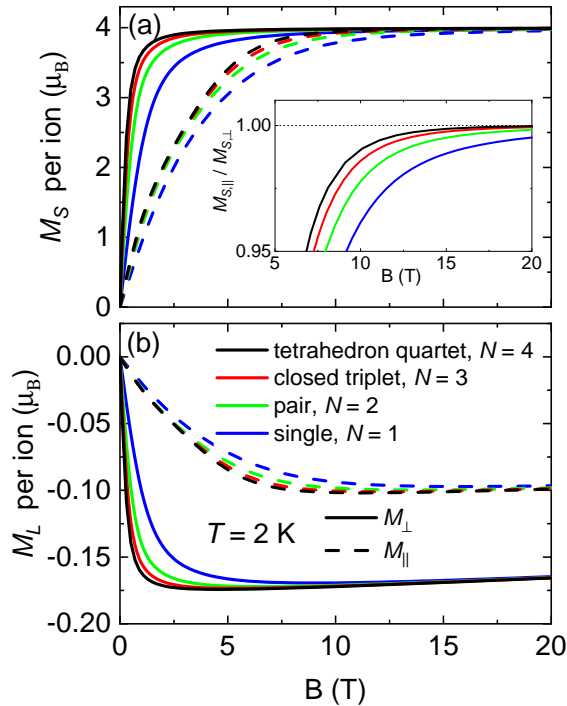 (a)
M_S per ion (μ_B)
4
3
2
1
0
M_S,|| / M_S,⊥
1.00
0.95
5 10 15 20
B (T)
(b)
M_L per ion (μ_B)
0.00
-0.05
-0.10
-0.15
-0.20
tetrahedron quartet, N = 4
closed triplet, N = 3
pair, N = 2
single, N = 1
T = 2 K
M_⊥
M_||
0 5 10 15 20
B (T)